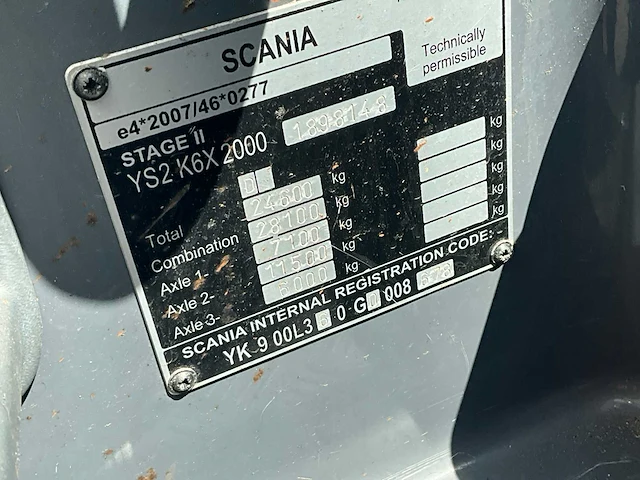 SCANIA
Technically
permissible
e4*2007/46*0277
STAGE II
YS2 K6X 2000 1898148
D
Total 24600 kg kg
Combination 28100 kg kg
Axle 1- 7100 kg kg
Axle 2- 11500 kg kg
Axle 3- 6000 kg kg
SCANIA INTERNAL REGISTRATION CODE:
YK 9 00L3 0 G 008